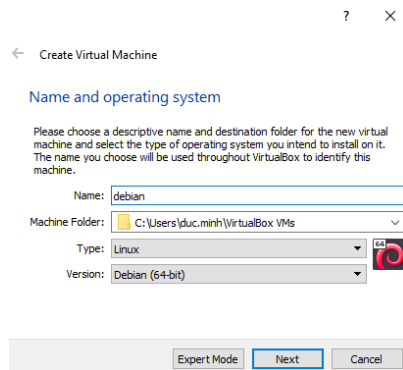 ?
Create Virtual Machine
Name and operating system
Please choose a descriptive name and destination folder for the new virtual
machine and select the type of operating system you intend to install on it.
The name you choose will be used throughout VirtualBox to identify this
machine.
Name: debian
Machine Folder: C:\Users\duc.minh\VirtualBox VMs
Type: Linux
64
Version: Debian (64-bit)
Expert Mode Next Cancel